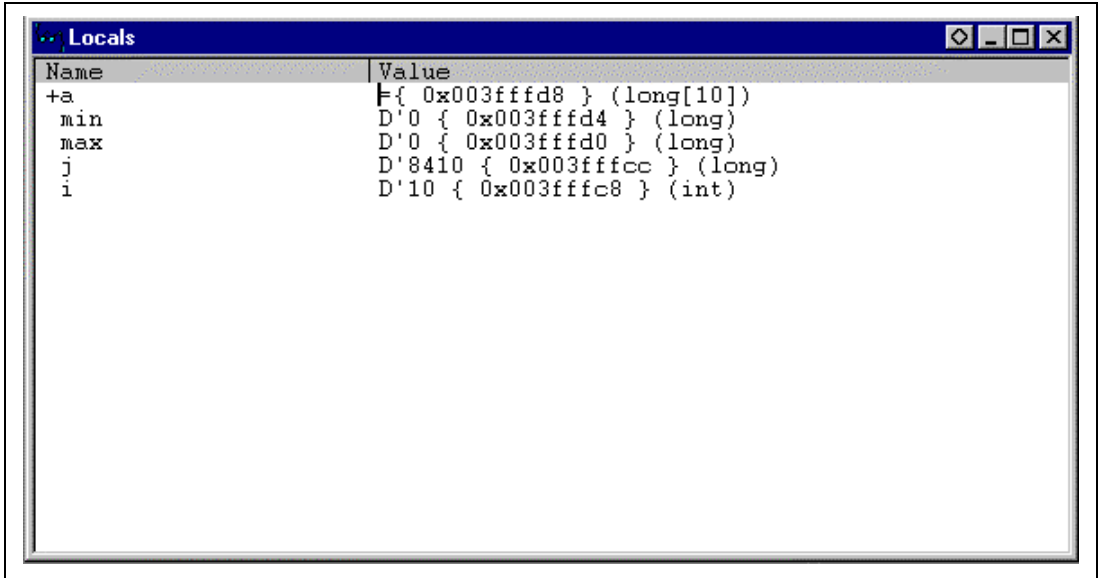 Locals
Name Value
+a ={ 0x003fffd8 } (long[10])
min D'0 { 0x003fffd4 } (long)
max D'0 { 0x003fffd0 } (long)
j D'8410 { 0x003fffcc } (long)
i D'10 { 0x003fffc8 } (int)